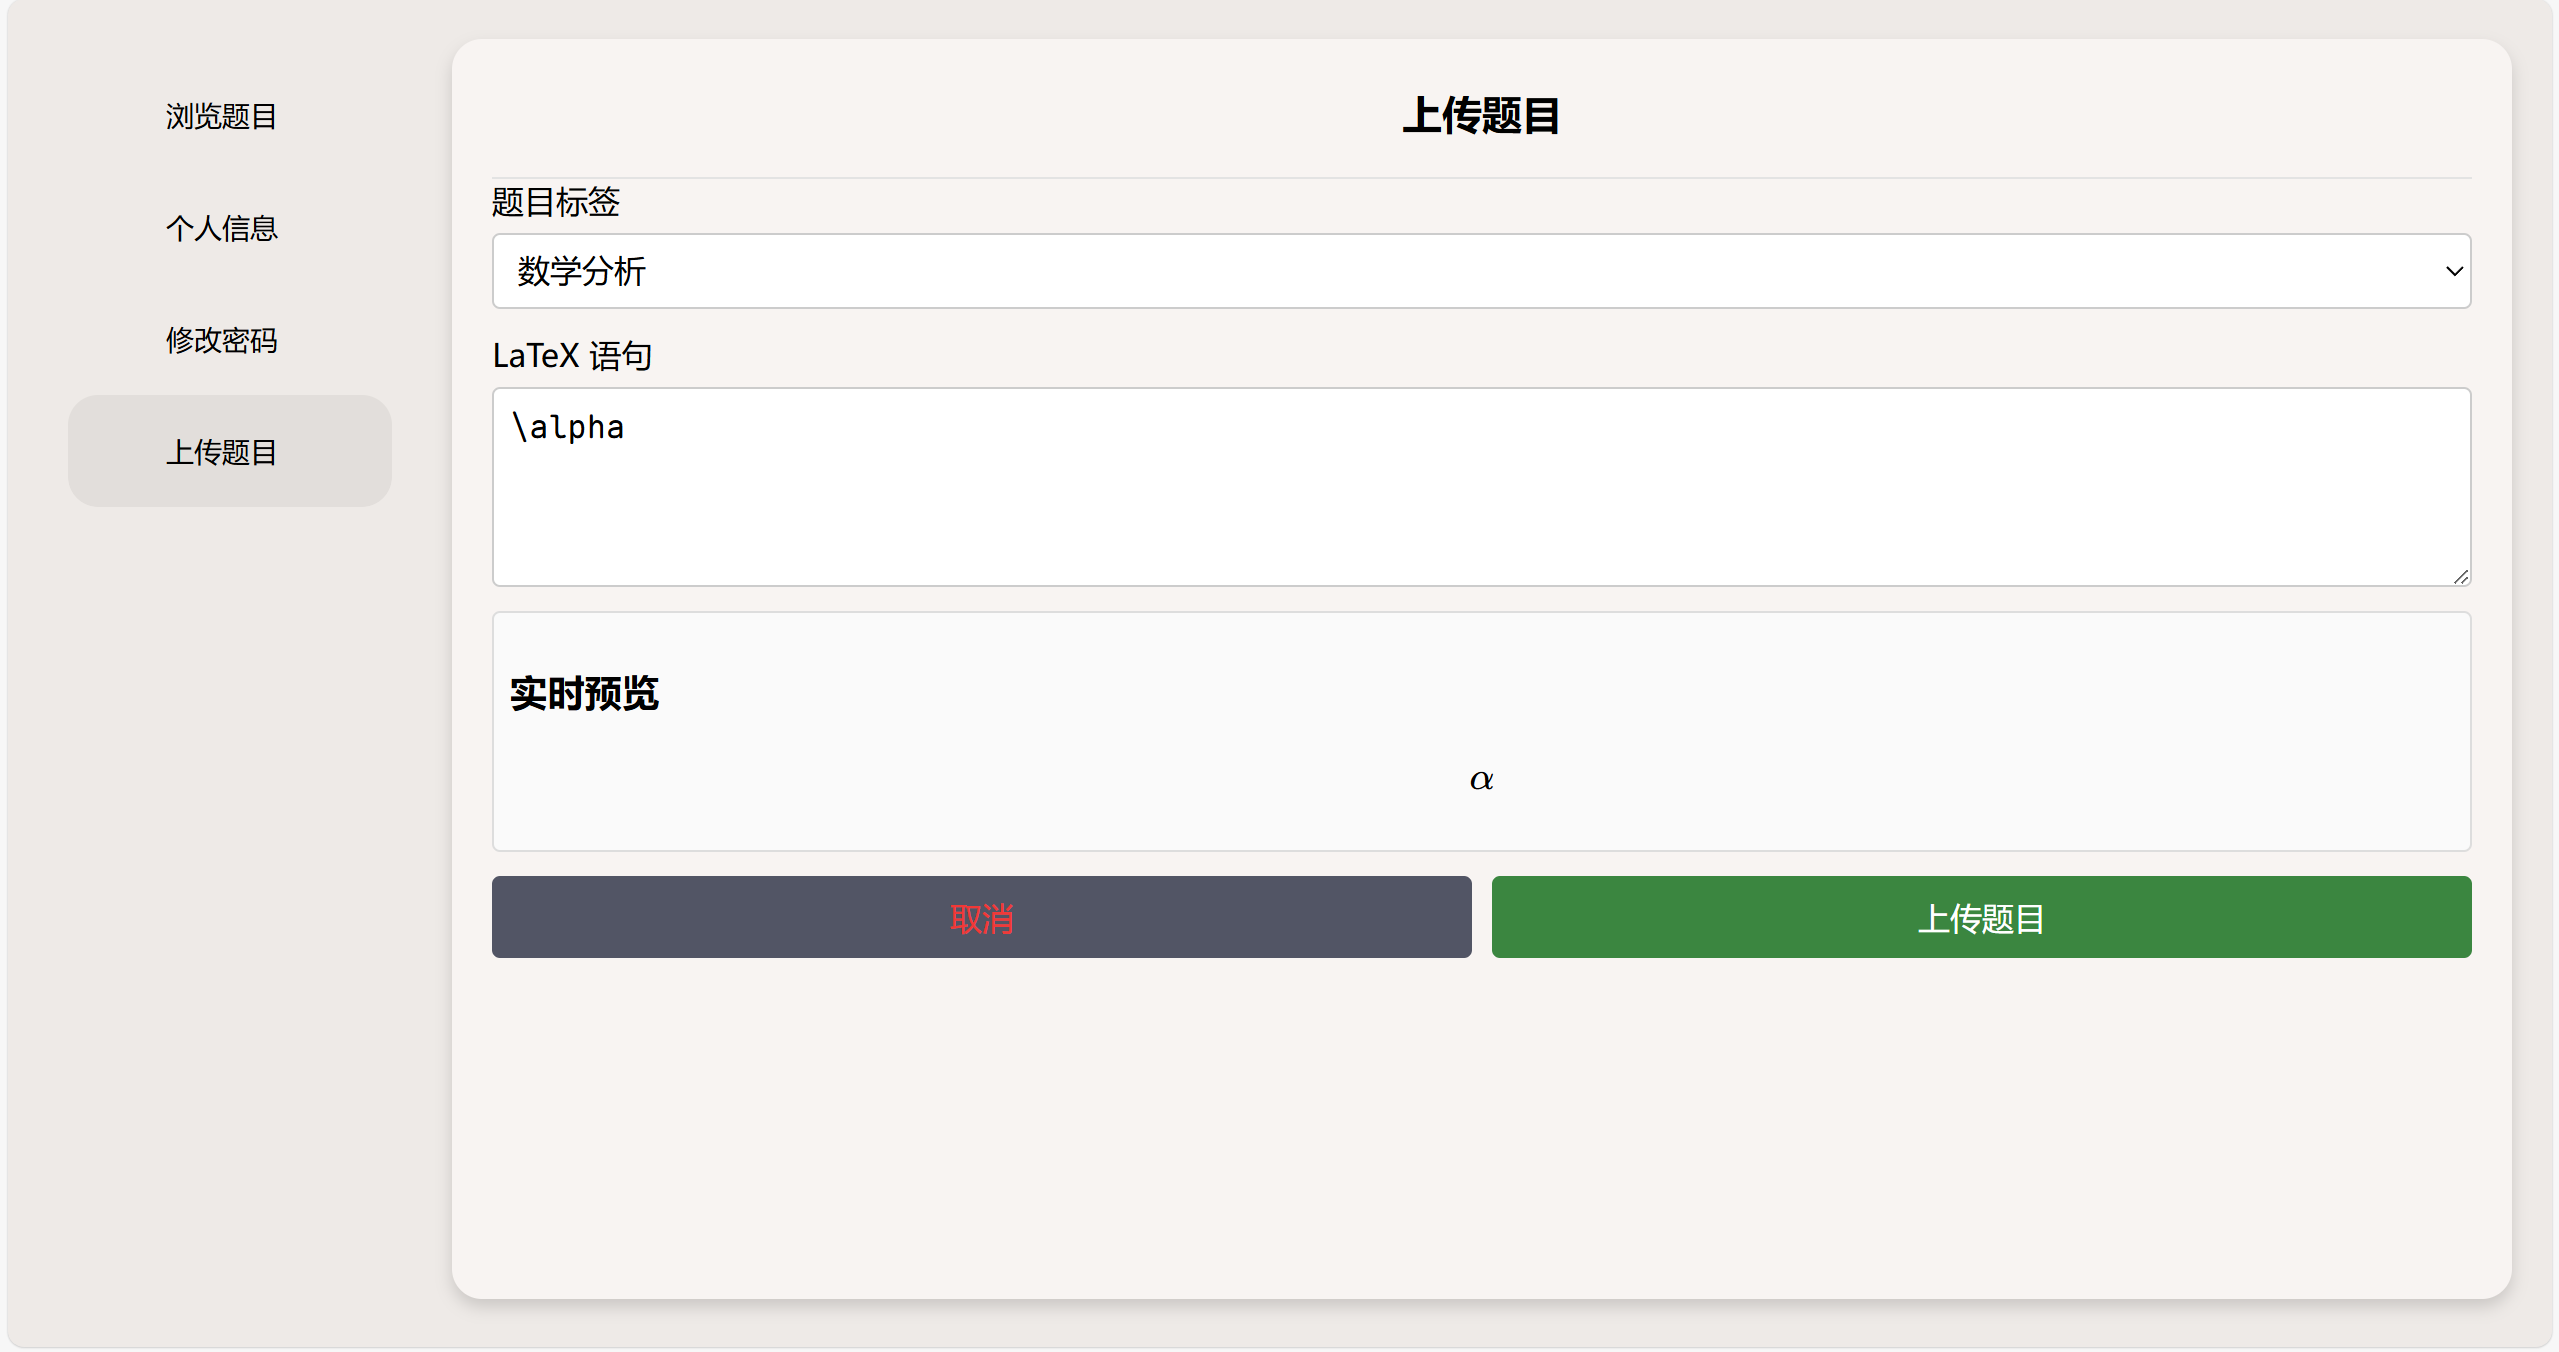 浏览题目
个人信息
修改密码
上传题目
上传题目
题目标签
数学分析
LaTeX 语句
\alpha
实时预览
α
取消
上传题目